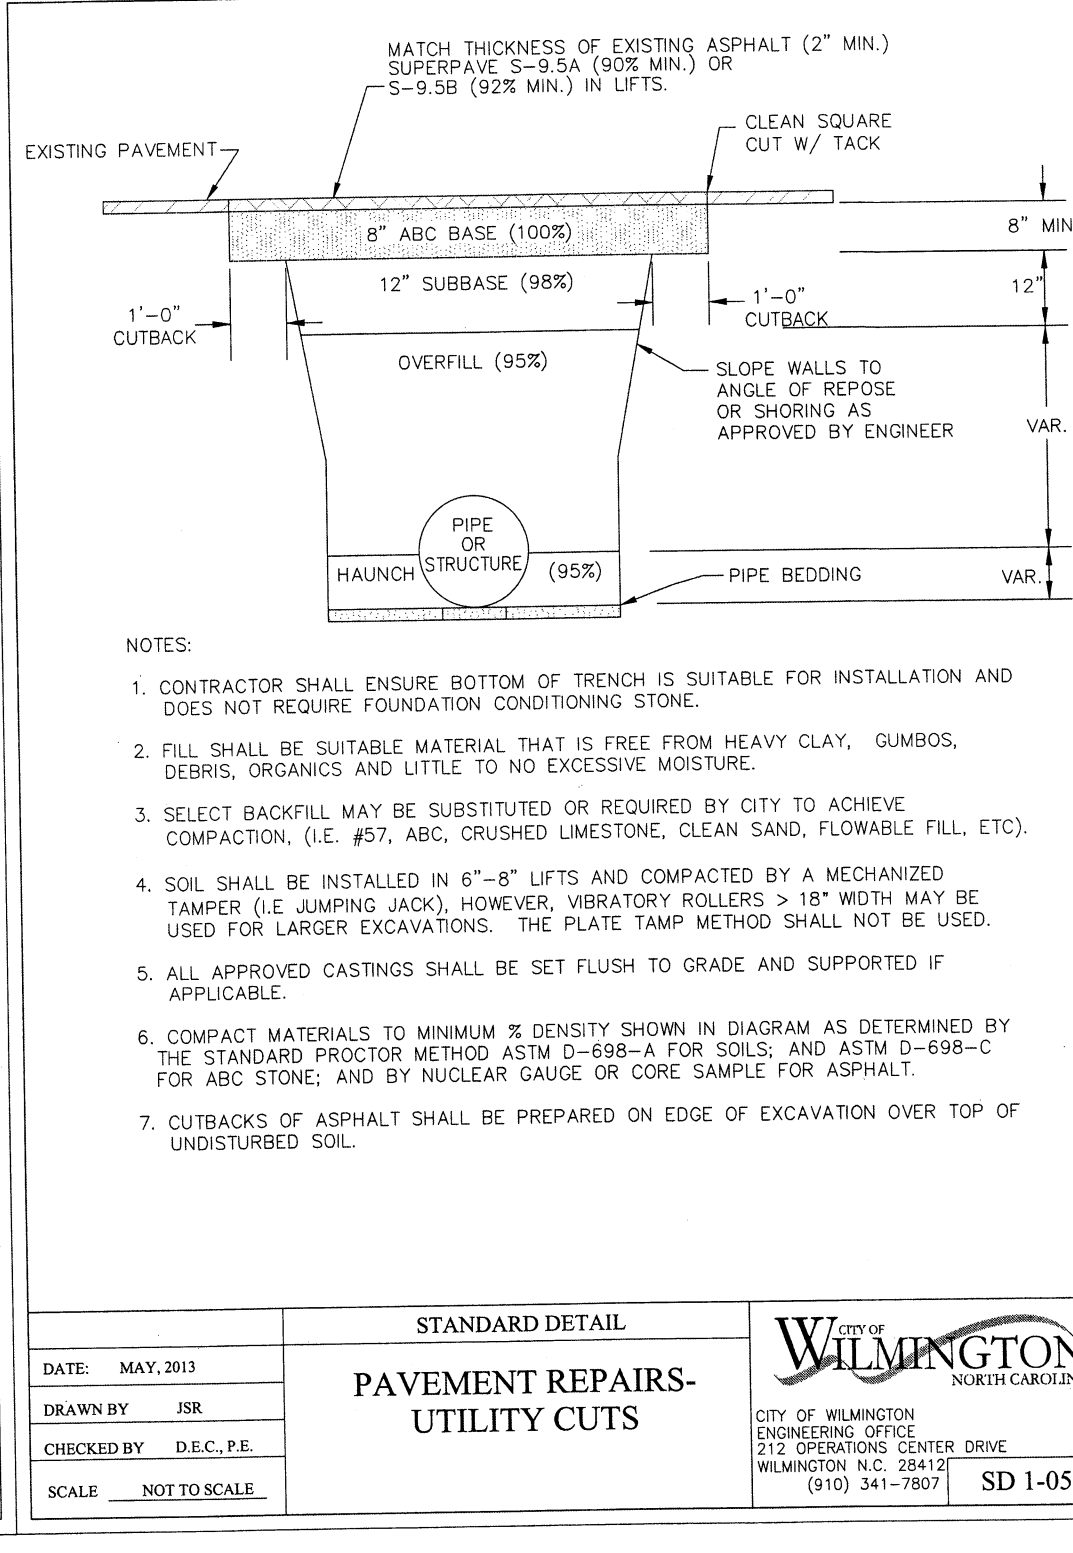 MATCH THICKNESS OF EXISTING ASPHALT (2" MIN.)
SUPERPAVE S-9.5A (90% MIN.) OR
S-9.5B (92% MIN.) IN LIFTS.
CLEAN SQUARE
CUT W/ TACK
EXISTING PAVEMENT
8" ABC BASE (100%)
8" MIN
12" SUBBASE (98%)
12"
1'-0"
CUTBACK
1'-0"
CUTBACK
OVERFILL (95%)
SLOPE WALLS TO
ANGLE OF REPOSE
OR SHORING AS
APPROVED BY ENGINEER
VAR.
PIPE
OR
STRUCTURE
HAUNCH
(95%)
PIPE BEDDING
VAR.
NOTES:
1. CONTRACTOR SHALL ENSURE BOTTOM OF TRENCH IS SUITABLE FOR INSTALLATION AND
DOES NOT REQUIRE FOUNDATION CONDITIONING STONE.
2. FILL SHALL BE SUITABLE MATERIAL THAT IS FREE FROM HEAVY CLAY, GUMBOS,
DEBRIS, ORGANICS AND LITTLE TO NO EXCESSIVE MOISTURE.
3. SELECT BACKFILL MAY BE SUBSTITUTED OR REQUIRED BY CITY TO ACHIEVE
COMPACTION, (I.E. #57, ABC, CRUSHED LIMESTONE, CLEAN SAND, FLOWABLE FILL, ETC).
4. SOIL SHALL BE INSTALLED IN 6"-8" LIFTS AND COMPACTED BY A MECHANIZED
TAMPER (I.E JUMPING JACK), HOWEVER, VIBRATORY ROLLERS > 18" WIDTH MAY BE
USED FOR LARGER EXCAVATIONS. THE PLATE TAMP METHOD SHALL NOT BE USED.
5. ALL APPROVED CASTINGS SHALL BE SET FLUSH TO GRADE AND SUPPORTED IF
APPLICABLE.
6. COMPACT MATERIALS TO MINIMUM % DENSITY SHOWN IN DIAGRAM AS DETERMINED BY
THE STANDARD PROCTOR METHOD ASTM D-698-A FOR SOILS; AND ASTM D-698-C
FOR ABC STONE; AND BY NUCLEAR GAUGE OR CORE SAMPLE FOR ASPHALT.
7. CUTBACKS OF ASPHALT SHALL BE PREPARED ON EDGE OF EXCAVATION OVER TOP OF
UNDISTURBED SOIL.
DATE: MAY, 2013
DRAWN BY JSR
CHECKED BY D.E.C., P.E.
SCALE NOT TO SCALE
STANDARD DETAIL
PAVEMENT REPAIRS-
UTILITY CUTS
CITY OF
WILMINGTON
NORTH CAROLIN
CITY OF WILMINGTON
ENGINEERING OFFICE
212 OPERATIONS CENTER DRIVE
WILMINGTON N.C. 28412
(910) 341-7807
SD 1-05